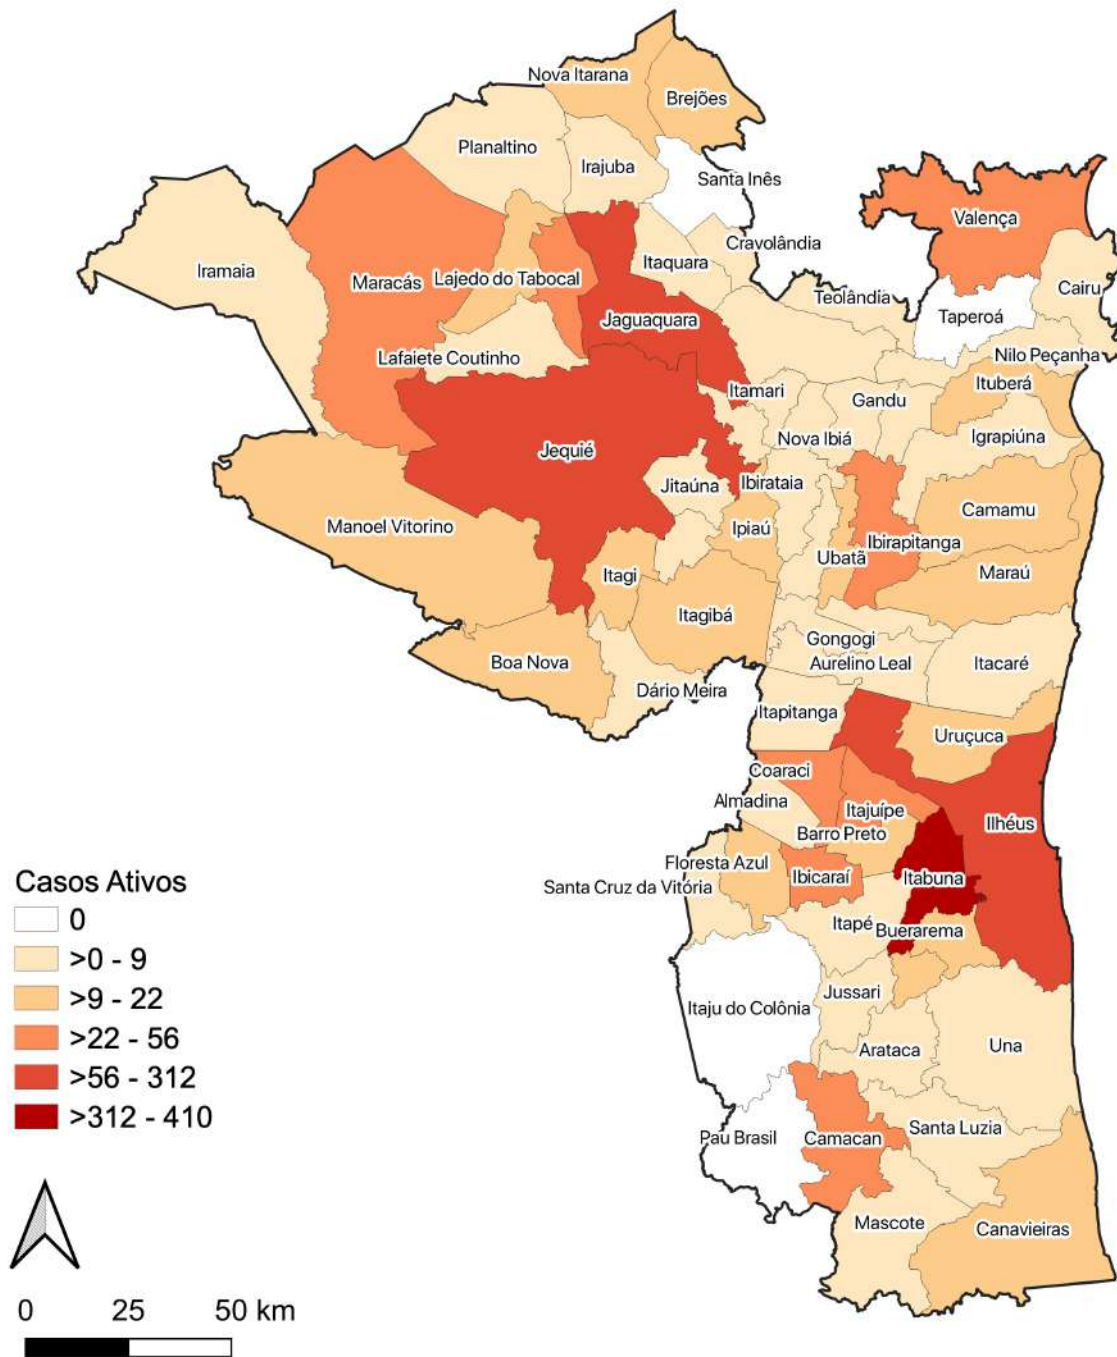 Nova Itarana
Brejões
Planaltino
Irajuba
Santa Inês
Valença
Cravolândia
Iramaia
Itaquara
Maracás
Lajedo do Tabocal
Cairu
Teolândia
Taperoá
Jaguaquara
Lafaiete Coutinho
Nilo Peçanha
Ituberá
Itamari
Gandu
Nova Ibiá
Igrapiúna
Jequié
Jitaúna
Ibirataia
Camamu
Manoel Vitorino
Ipiaú
Ibirapitanga
Ubatã
Maraú
Itagi
Itagibá
Gongogi
Boa Nova
Aurelino Leal
Itacaré
Dário Meira
Itapitanga
Uruçuca
Coaraci
Almadina
Itajuípe
Ilhéus
Barro Preto
Floresta Azul
Ibicaraí
Itabuna
Santa Cruz da Vitória
Itapé
Buerarema
Jussari
Itaju do Colônia
Una
Arataca
Santa Luzia
Pau Brasil
Camacan
Mascote
Canavieiras
Casos Ativos
0
>0 - 9
>9 - 22
>22 - 56
>56 - 312
>312 - 410
0 25 50 km